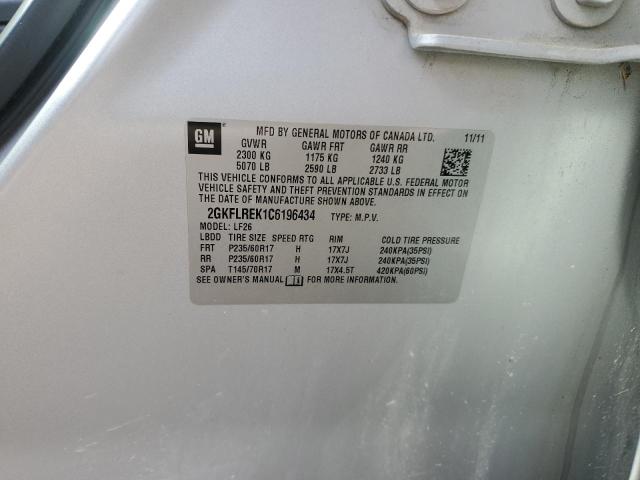 GM
MFD BY GENERAL MOTORS OF CANADA LTD. 11/11
GVWR GAWR FRT GAWR RR
2300 KG 1175 KG 1240 KG
5070 LB 2590 LB 2733 LB
THIS VEHICLE CONFORMS TO ALL APPLICABLE U.S. FEDERAL MOTOR
VEHICLE SAFETY AND THEFT PREVENTION STANDARDS IN EFFECT ON
THE DATE OF MANUFACTURE SHOWN ABOVE.
2GKFLREK1C6196434 TYPE: M.P.V.
MODEL: LF26
LBDD TIRE SIZE SPEED RTG RIM COLD TIRE PRESSURE
FRT P235/60R17 H 17X7J 240KPA(35PSI)
RR P235/60R17 H 17X7J 240KPA(35PSI)
SPA T145/70R17 M 17X4.5T 420KPA(60PSI)
SEE OWNER'S MANUAL FOR MORE INFORMATION.